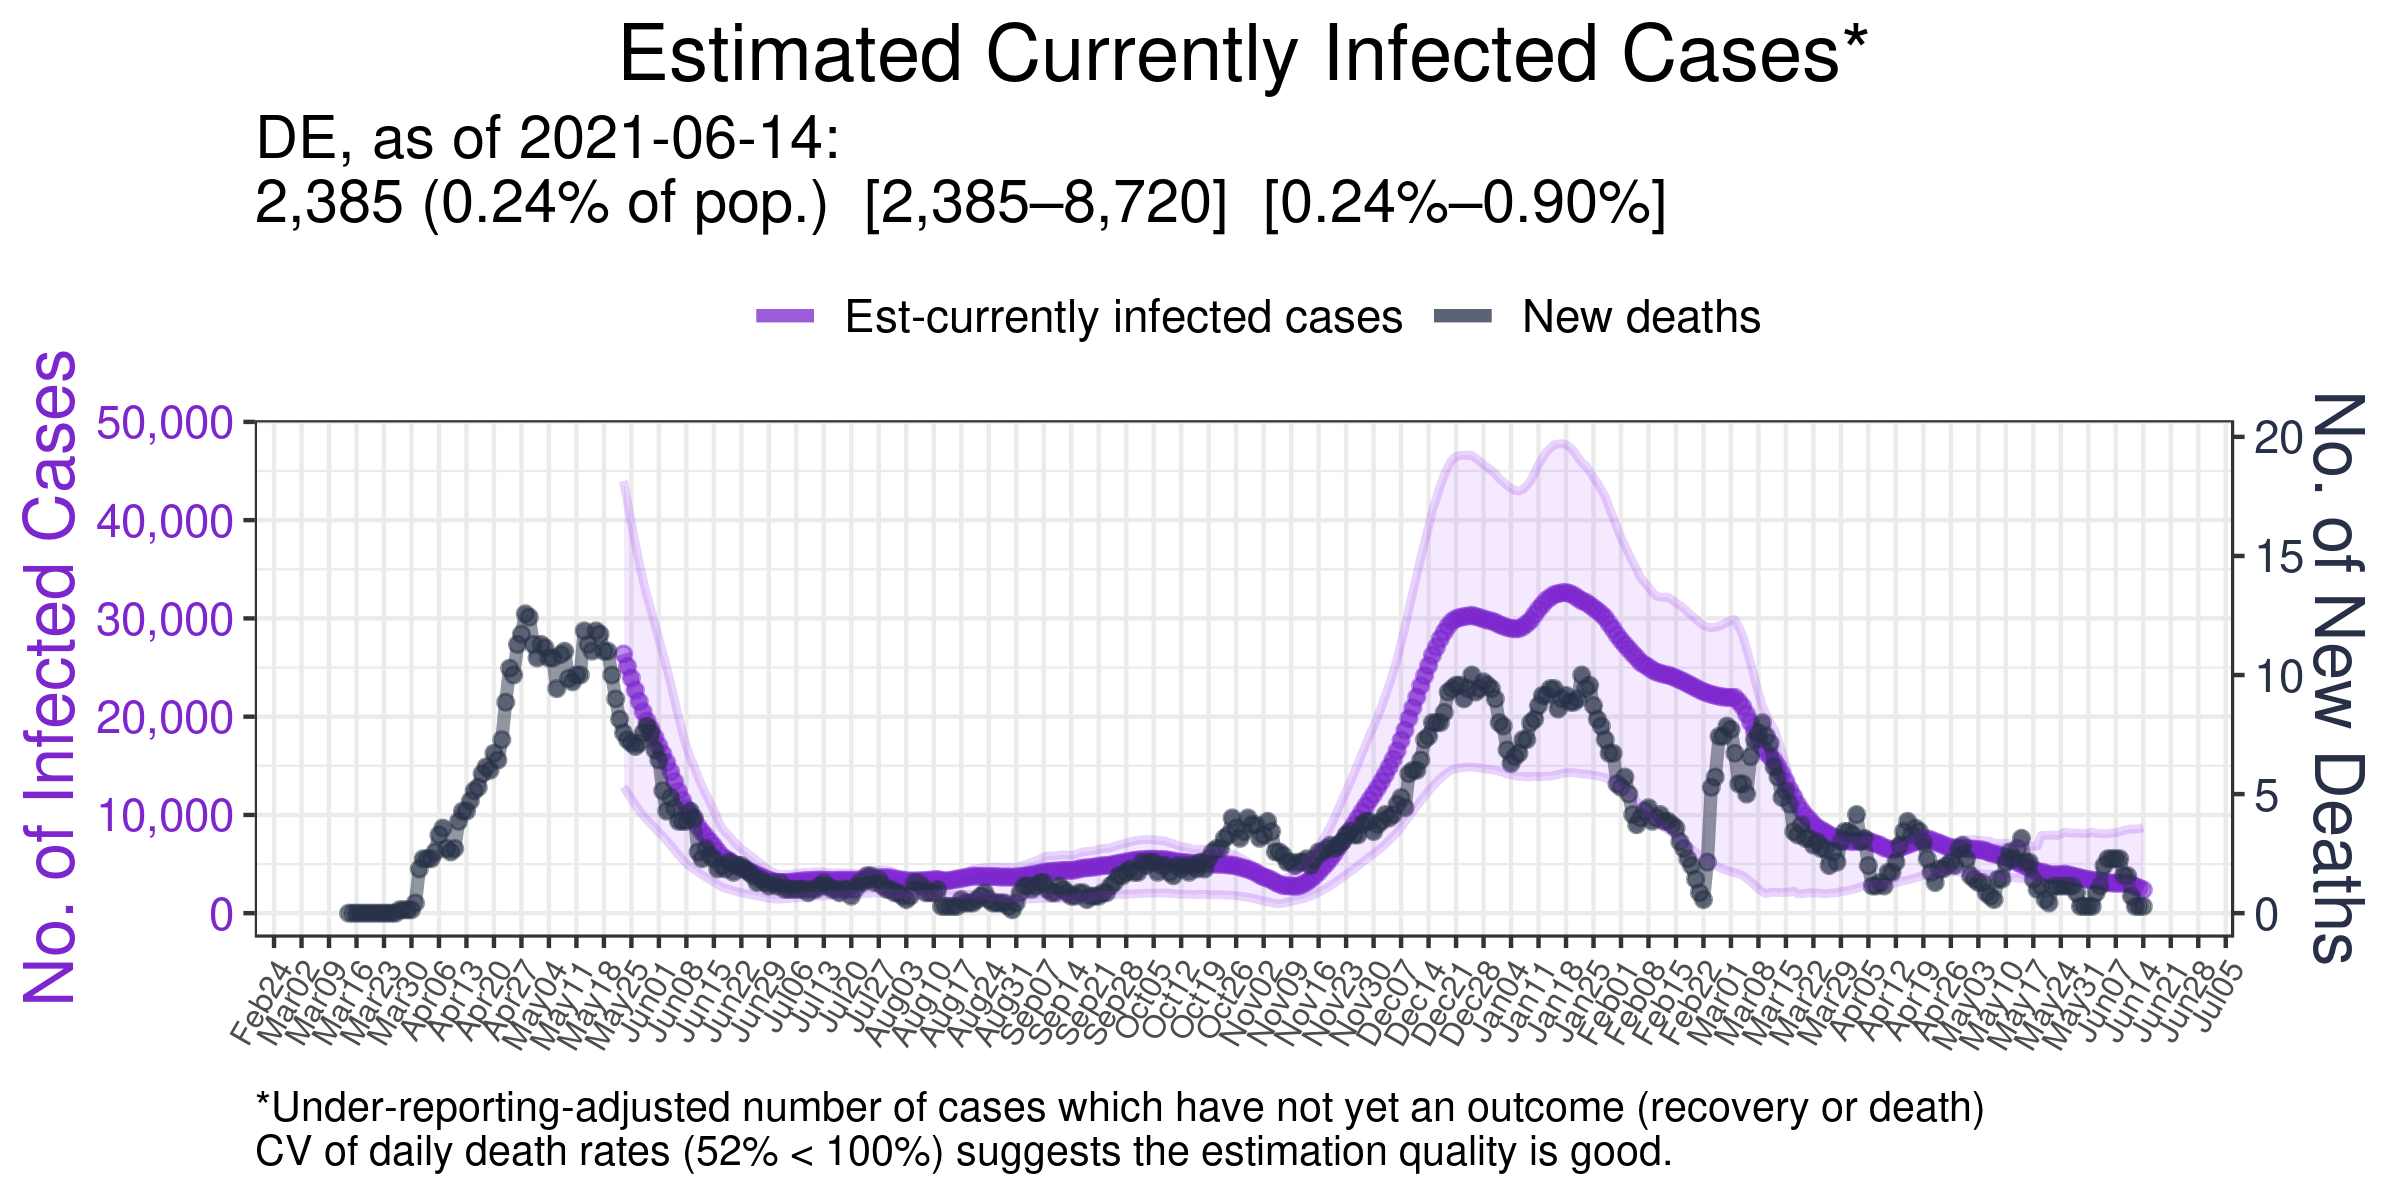 Estimated Currently Infected Cases*
DE, as of 2021-06-14:
2,385 (0.24% of pop.)  [2,385–8,720]  [0.24%–0.90%]
Est-currently infected cases
New deaths
No. of Infected Cases
50,000
40,000
30,000
20,000
10,000
0
20
15
10
5
0
No. of New Deaths
Feb24
Mar02
Mar09
Mar16
Mar23
Mar30
Apr06
Apr13
Apr20
Apr27
May04
May11
May18
May25
Jun01
Jun08
Jun15
Jun22
Jun29
Jul06
Jul13
Jul20
Jul27
Aug03
Aug10
Aug17
Aug24
Aug31
Sep07
Sep14
Sep21
Sep28
Oct05
Oct12
Oct19
Oct26
Nov02
Nov09
Nov16
Nov23
Nov30
Dec07
Dec14
Dec21
Dec28
Jan04
Jan11
Jan18
Jan25
Feb01
Feb08
Feb15
Feb22
Mar01
Mar08
Mar15
Mar22
Mar29
Apr05
Apr12
Apr19
Apr26
May03
May10
May17
May24
May31
Jun07
Jun14
Jun21
Jun28
Jul05
*Under-reporting-adjusted number of cases which have not yet an outcome (recovery or death)
CV of daily death rates (52% < 100%) suggests the estimation quality is good.